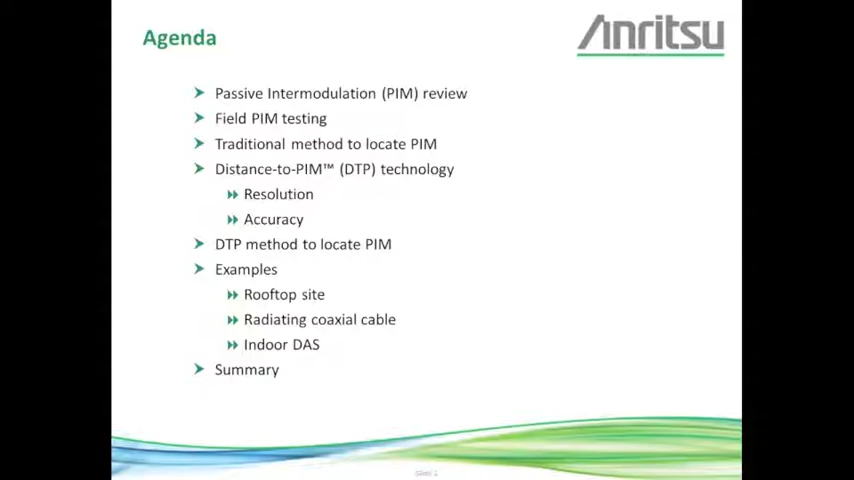 Agenda
Anritsu
Passive Intermodulation (PIM) review
Field PIM testing
Traditional method to locate PIM
Distance-to-PIM™ (DTP) technology
Resolution
Accuracy
DTP method to locate PIM
Examples
Rooftop site
Radiating coaxial cable
Indoor DAS
Summary